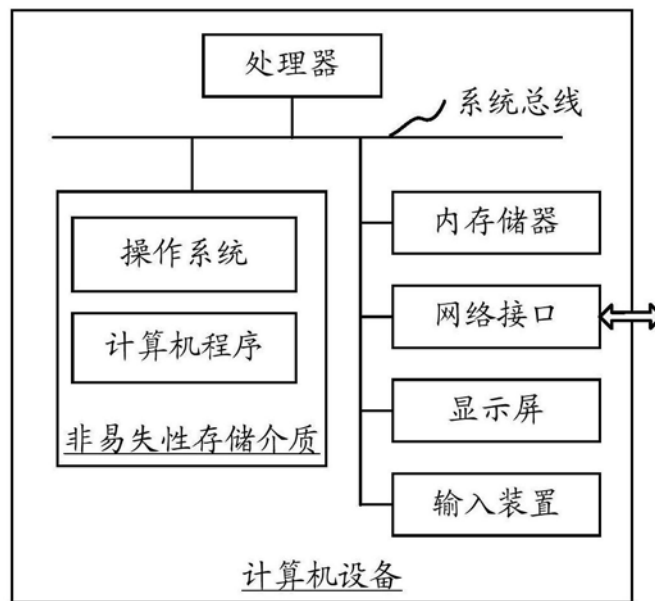 处理器
系统总线
操作系统
计算机程序
非易失性存储介质
内存储器
网络接口
显示屏
输入装置
计算机设备